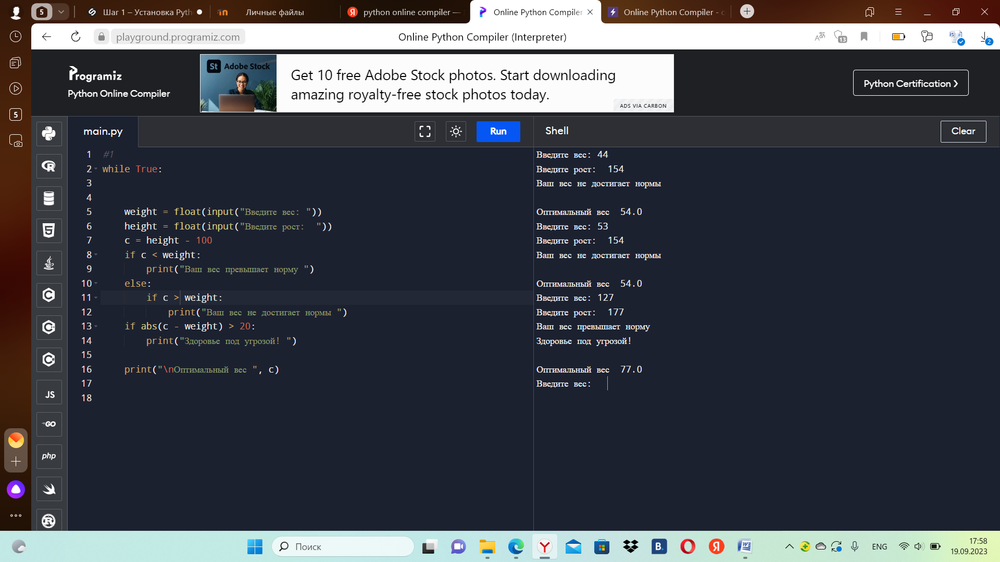 5
Шаг 1 – Установка Pyth
Личные файлы
python online compiler —
Online Python Compiler
Online Python Compiler - c
playground.programiz.com
Online Python Compiler (Interpreter)
13
2
5
Programiz
Python Online Compiler
St Adobe Stock
Get 10 free Adobe Stock photos. Start downloading
amazing royalty-free stock photos today.
ADS VIA CARBON
Python Certification ❯
main.py
Run
Shell
Clear
1 #1
2 while True:
3
4
5 weight = float(input("Введите вес: "))
6 height = float(input("Введите рост:  "))
7 c = height - 100
8 if c < weight:
9 print("Ваш вес превышает норму ")
10 else:
11 if c > weight:
12 print("Ваш вес не достигает нормы ")
13 if abs(c - weight) > 20:
14 print("Здоровье под угрозой! ")
15
16 print("\nОптимальный вес ", c)
17
18
Введите вес: 44
Введите рост:  154
Ваш вес не достигает нормы
Оптимальный вес  54.0
Введите вес: 53
Введите рост:  154
Ваш вес не достигает нормы
Оптимальный вес  54.0
Введите вес: 127
Введите рост:  177
Ваш вес превышает норму
Здоровье под угрозой!
Оптимальный вес  77.0
Введите вес:
JS
GO
php
Поиск
ENG
17:58
19.09.2023